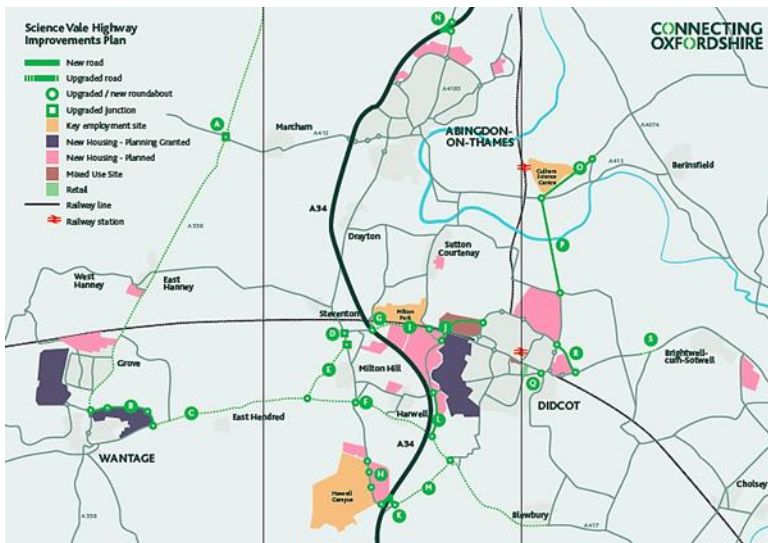 Science Vale Highway
Improvements Plan
New road
Upgraded road
Upgraded / new roundabout
Upgraded junction
Key employment site
New Housing - Planning Granted
New Housing - Planned
Mixed Use Site
Retail
Railway line
Railway station
CONNECTING
OXFORDSHIRE
N
A
Marcham
A415
A4183
ABINGDON-
ON-THAMES
A4074
A415
Berinsfield
Culham
Science
Centre
O
A34
A338
Drayton
Sutton
Courtenay
P
West
Hanney
East
Hanney
Steventon
G
Milton
Park
I
J
D
S
Grove
Milton Hill
E
R
Brightwell-
cum-Sotwell
Q
B
C
F
East Hendred
Harwell
L
DIDCOT
WANTAGE
A34
H
Harwell
Campus
M
K
Cholsey
A338
Blewbury
A417